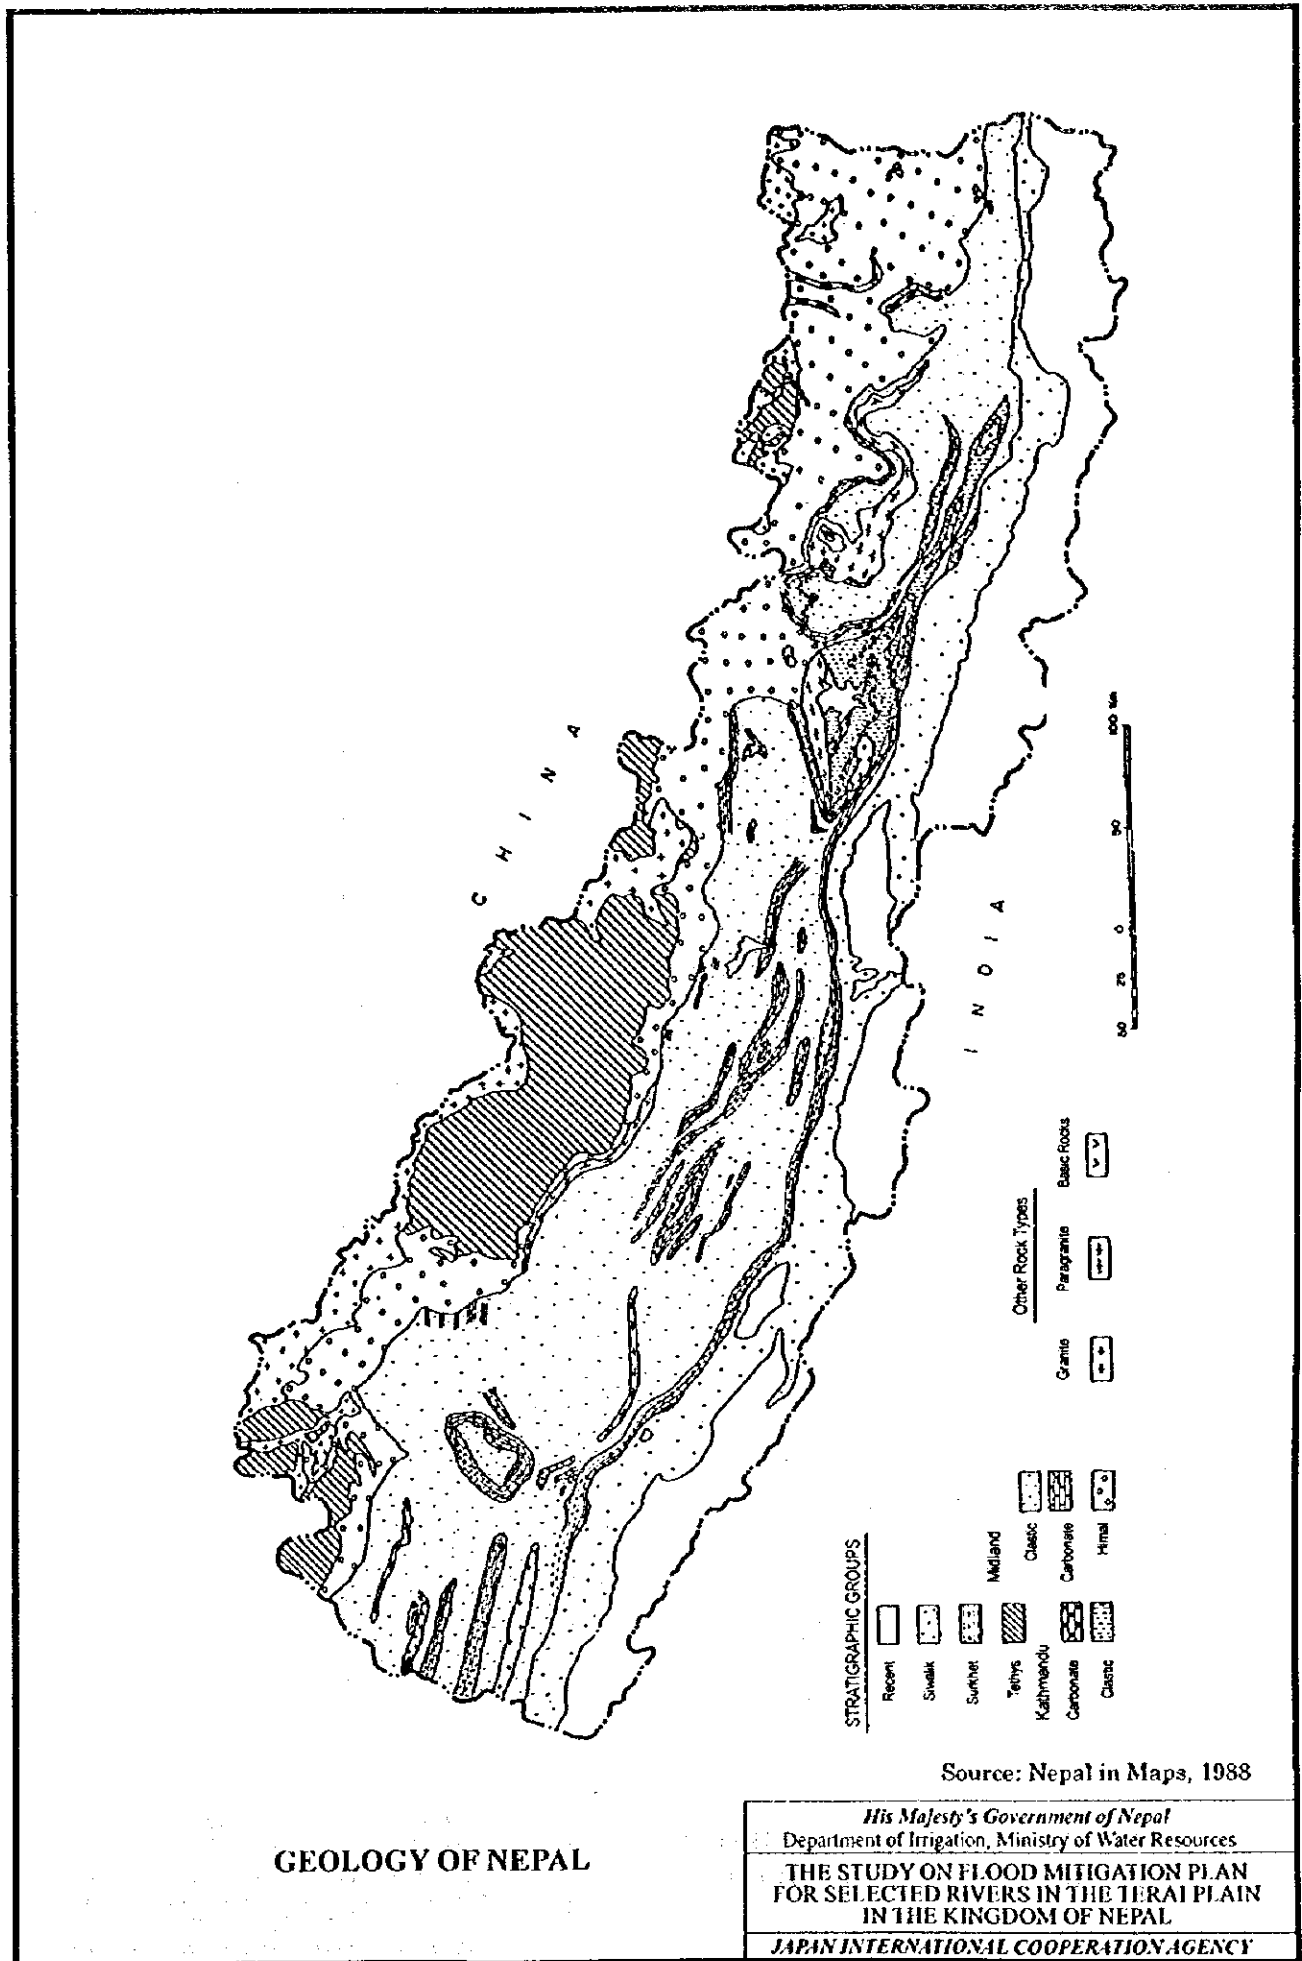 CHINA
INDIA
50 25 0 50 100 Km
STRATIGRAPHIC GROUPS
Recent
Siwalik
Surkhet
Tethys
Kathmandu
Carbonate
Clastic
Midland
Clastic
Carbonate
Himal
Other Rock Types
Granite
Paragranite
Basic Rocks
Source: Nepal in Maps, 1988
GEOLOGY OF NEPAL
His Majesty's Government of Nepal
Department of Irrigation, Ministry of Water Resources
THE STUDY ON FLOOD MITIGATION PLAN
FOR SELECTED RIVERS IN THE TERAI PLAIN
IN THE KINGDOM OF NEPAL
JAPAN INTERNATIONAL COOPERATION AGENCY